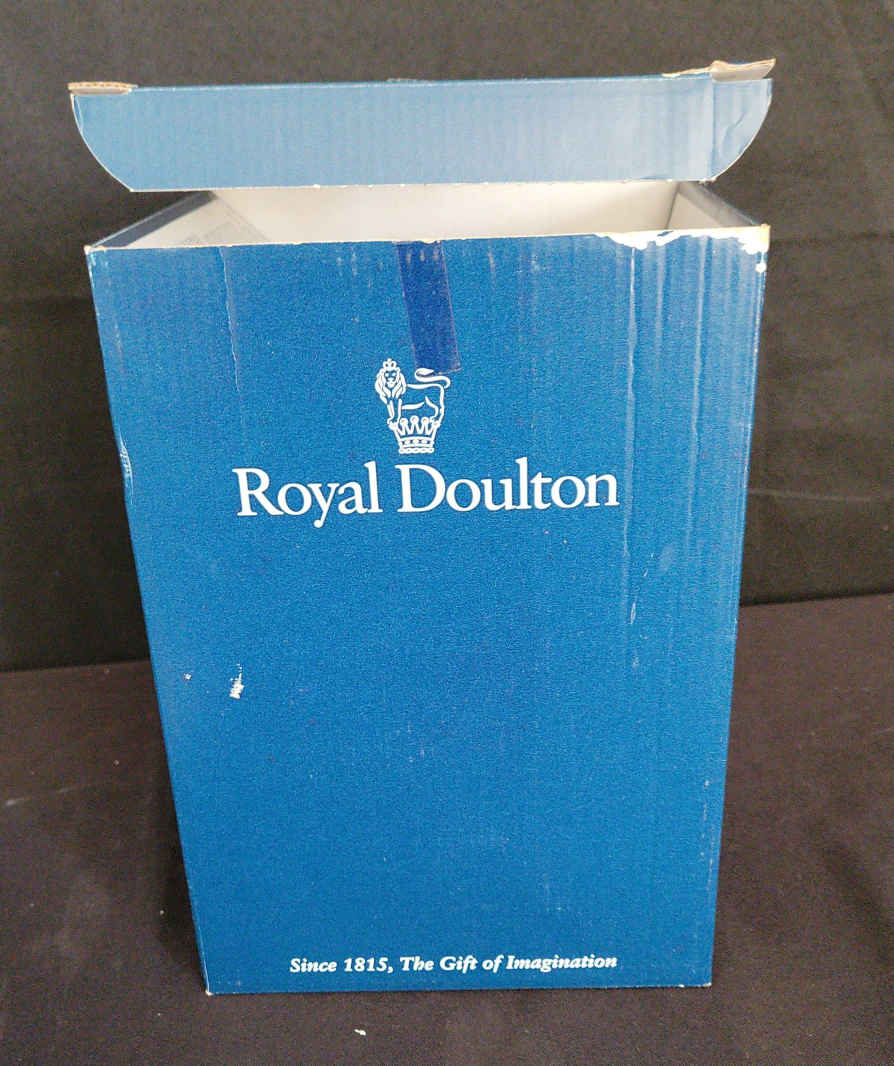 Royal Doulton
Since 1815, The Gift of Imagination